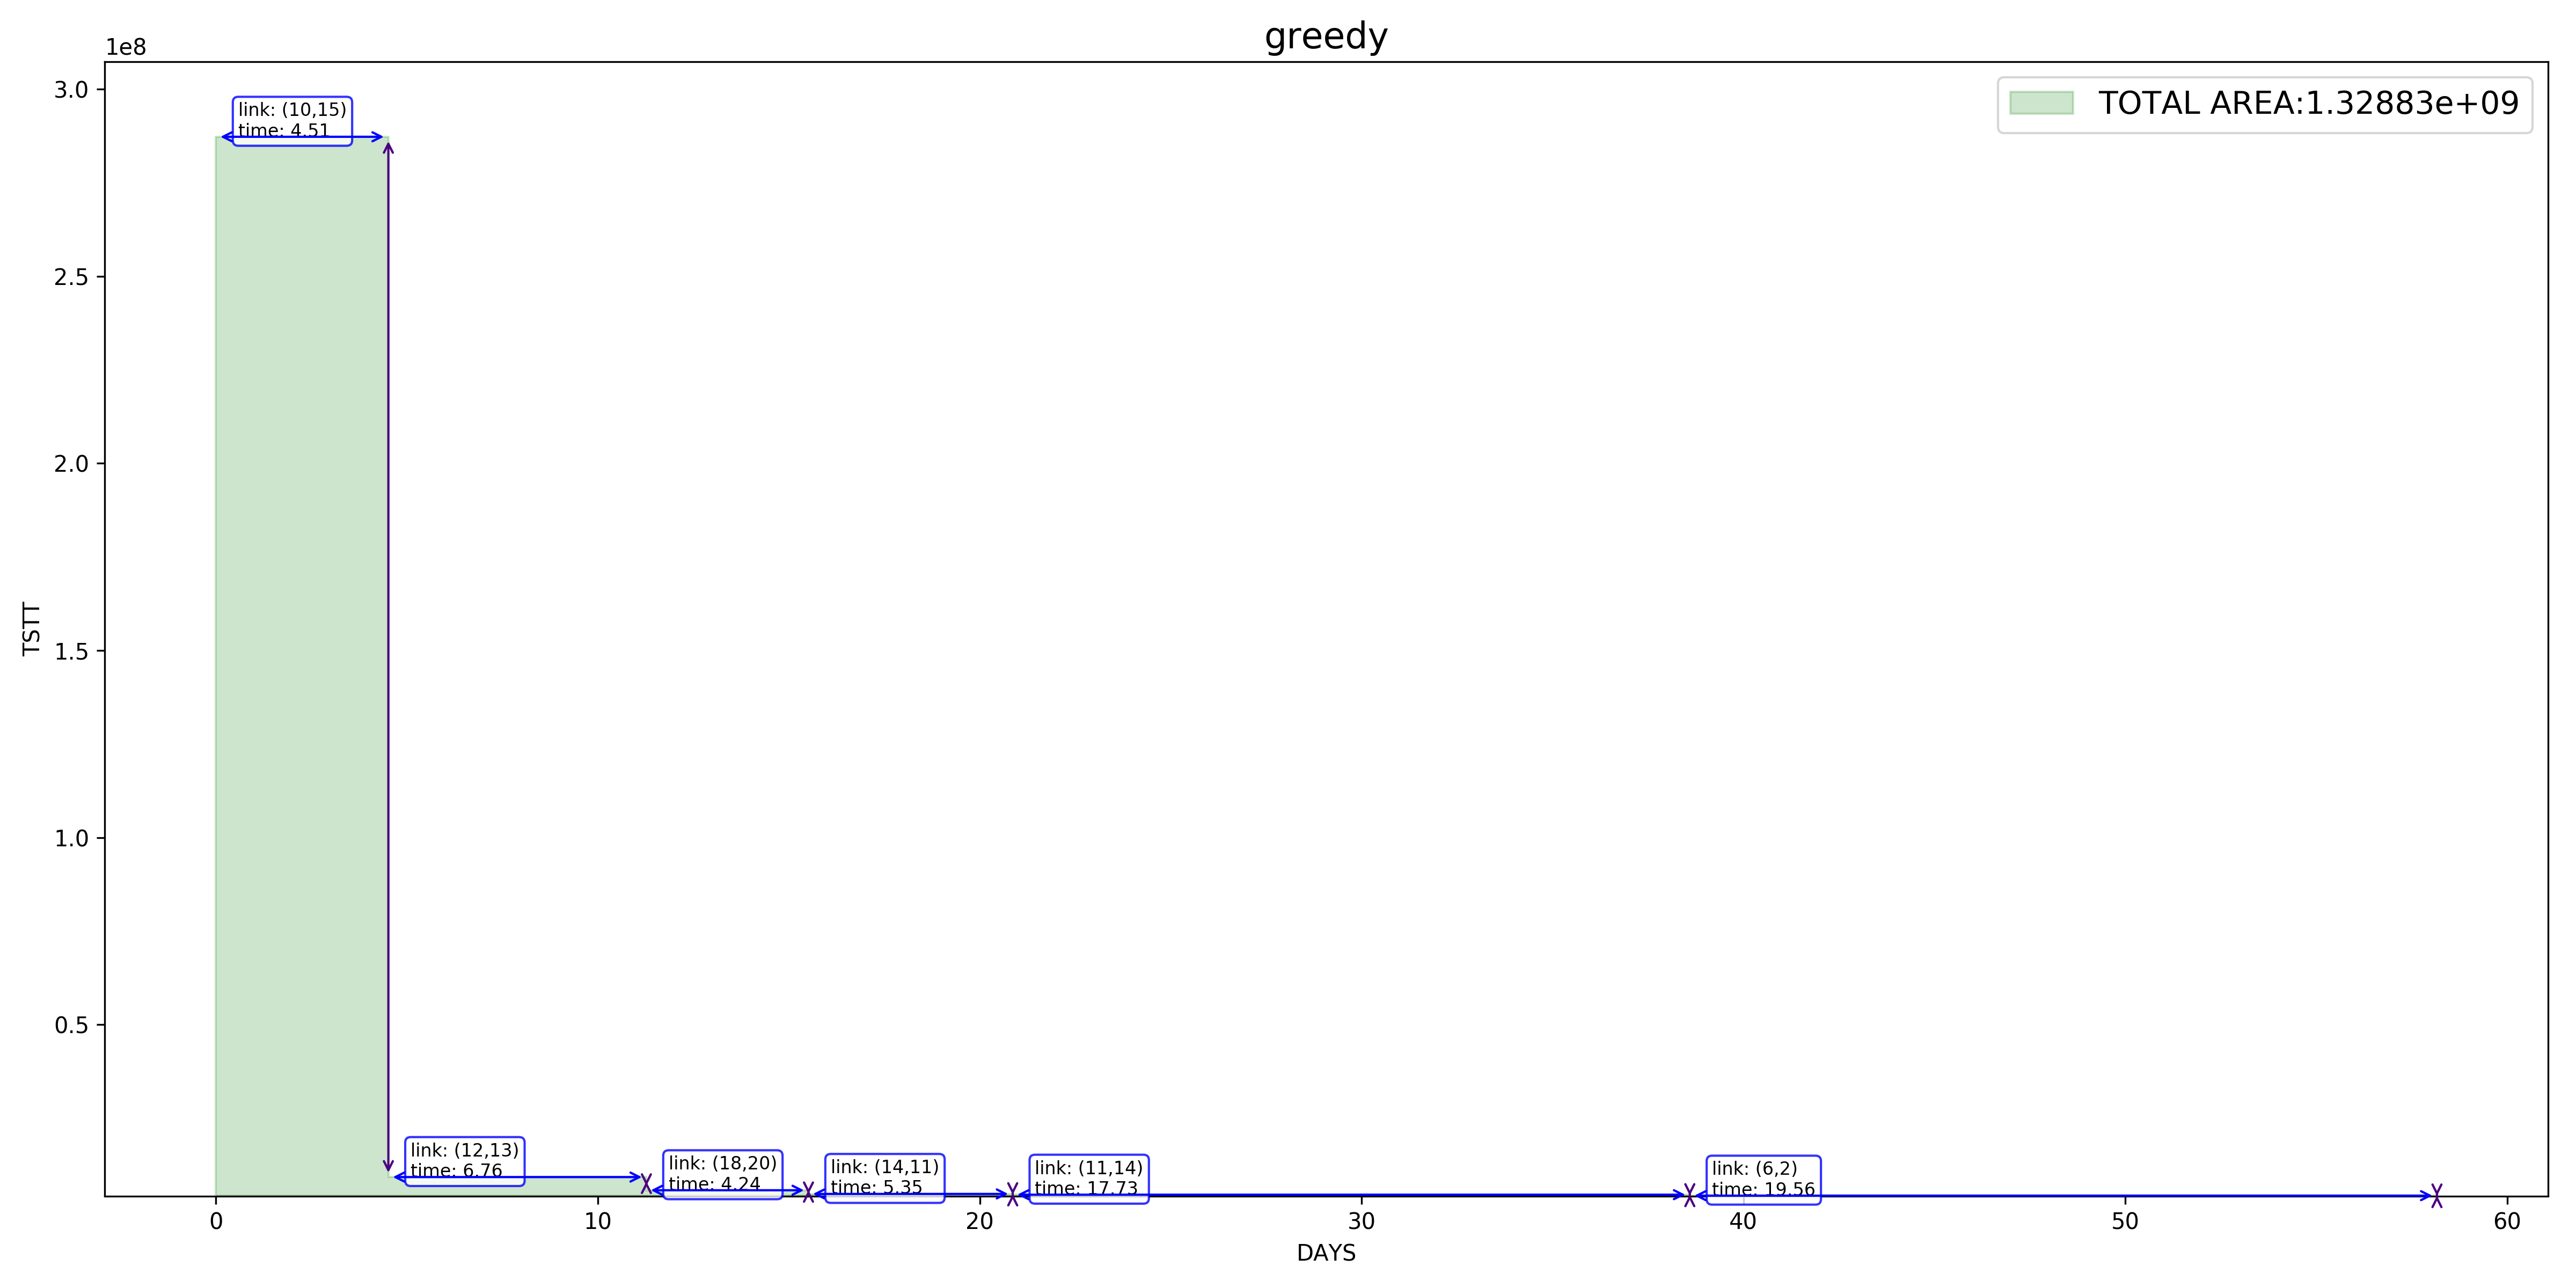 greedy
1e8
TOTAL AREA:1.32883e+09
3.0
2.5
2.0
1.5
1.0
0.5
TSTT
link: (10,15)
time: 4.51
link: (12,13)
time: 6.76
link: (18,20)
time: 4.24
link: (14,11)
time: 5.35
link: (11,14)
time: 17.73
link: (6,2)
time: 19.56
0
10
20
30
40
50
60
DAYS